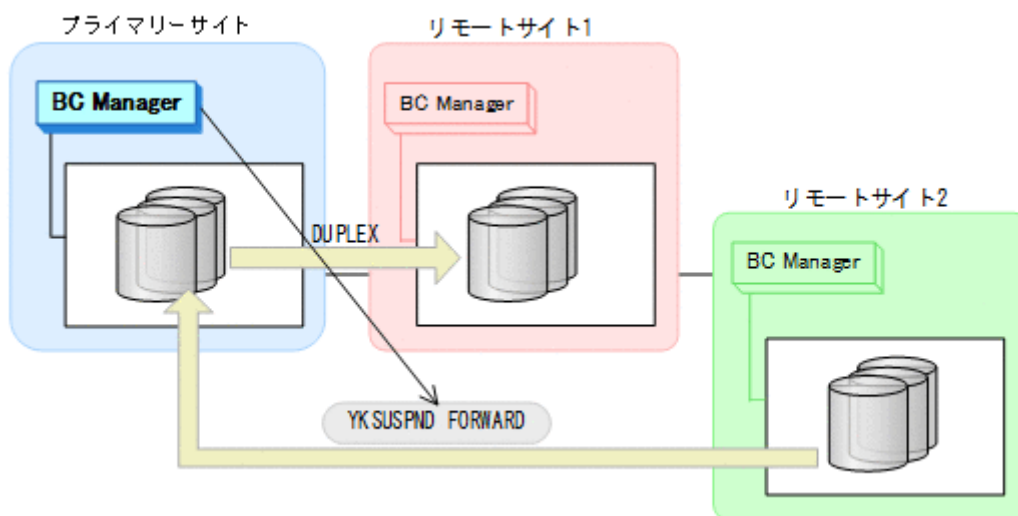 プライマリーサイト
リモートサイト1
BC Manager
BC Manager
リモートサイト2
DUPLEX
BC Manager
YKSUSPND FORWARD